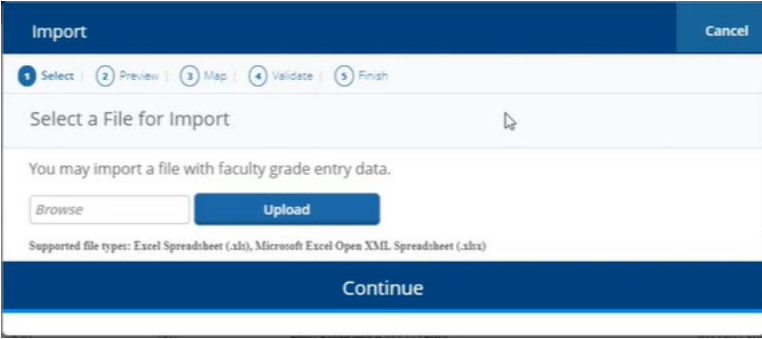 Import
Cancel
1 Select | 2 Preview | 3 Map | 4 Validate | 5 Finish
Select a File for Import
You may import a file with faculty grade entry data.
Browse
Upload
Supported file types: Excel Spreadsheet (.xls), Microsoft Excel Open XML Spreadsheet (.xlsx)
Continue